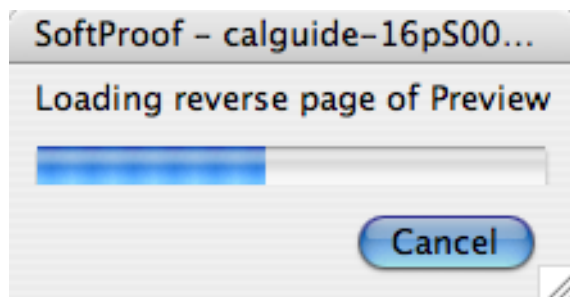 SoftProof – calguide–16pS00...
Loading reverse page of Preview
Cancel